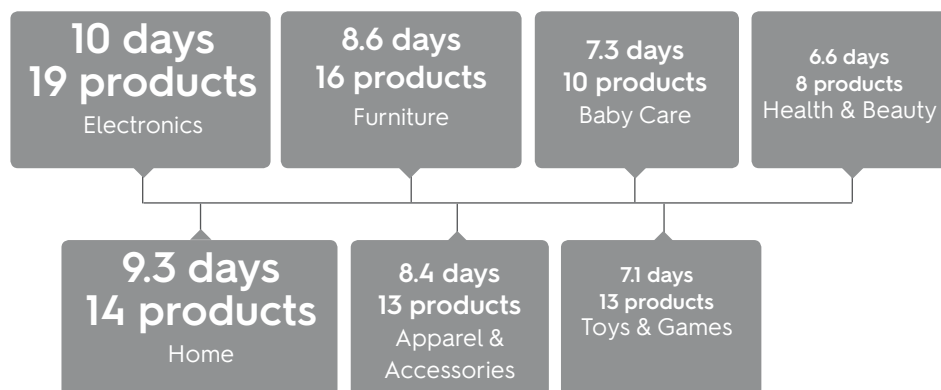 10 days
19 products
Electronics
8.6 days
16 products
Furniture
7.3 days
10 products
Baby Care
6.6 days
8 products
Health & Beauty
9.3 days
14 products
Home
8.4 days
13 products
Apparel &
Accessories
7.1 days
13 products
Toys & Games